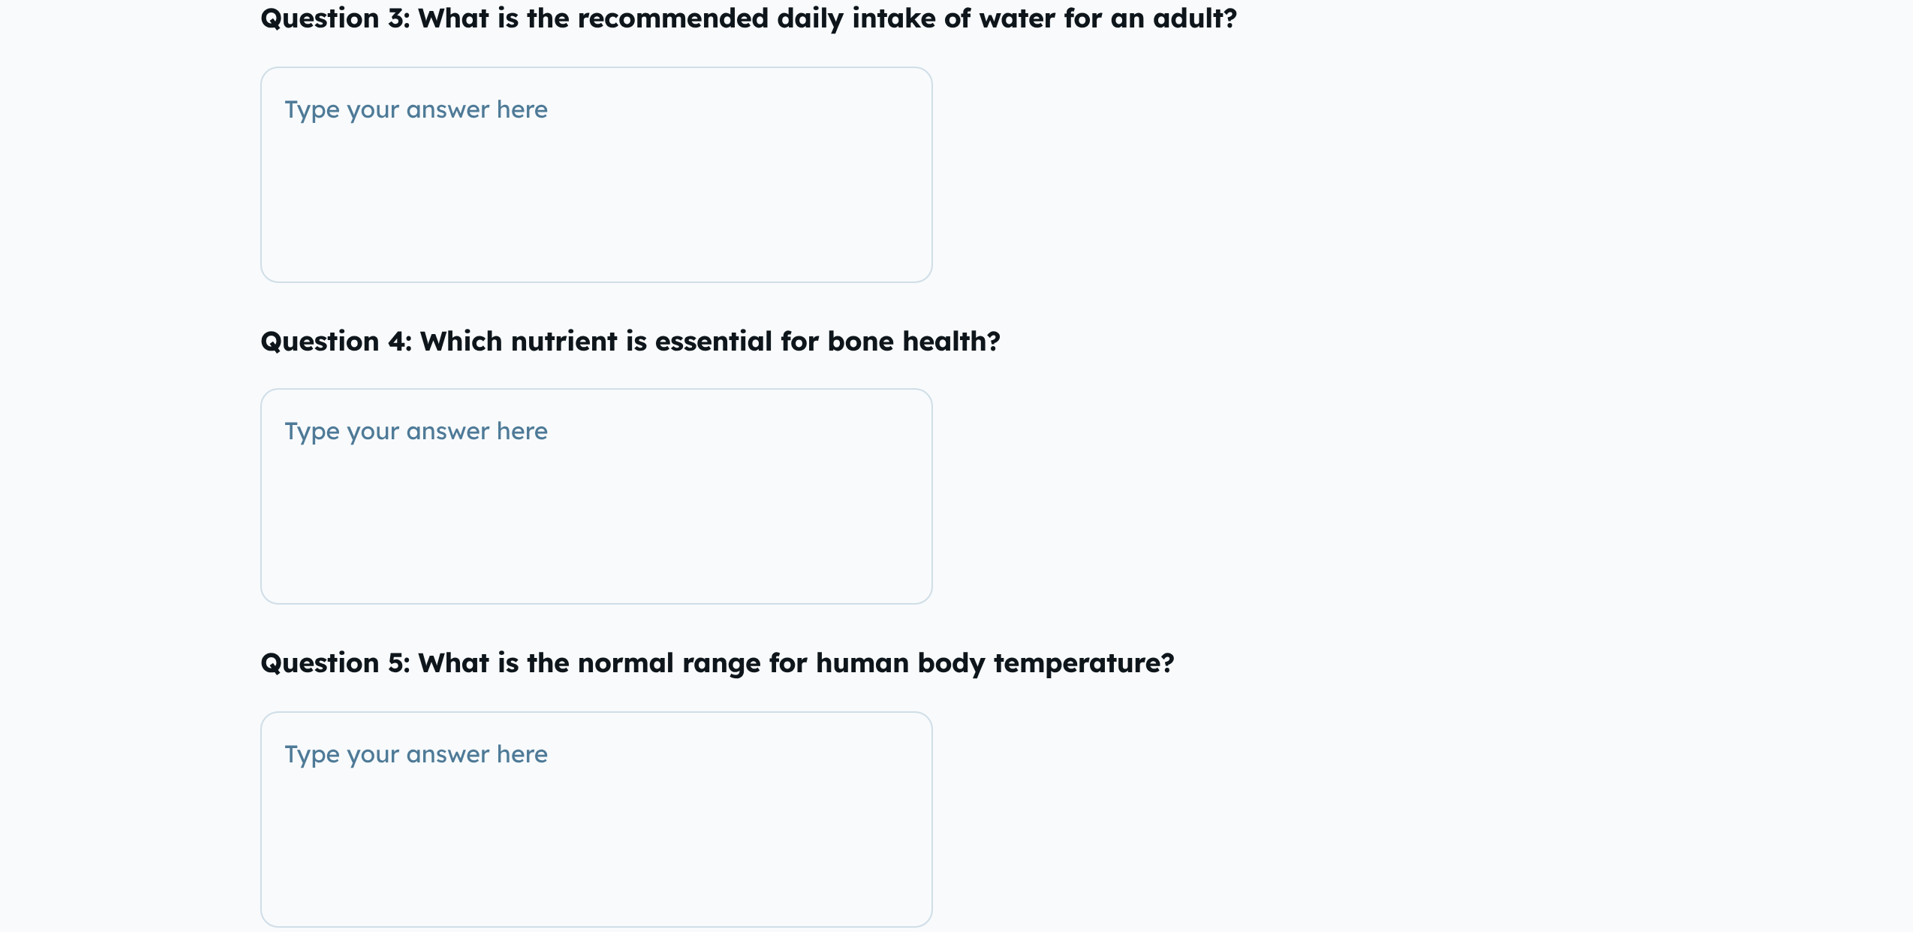 Question 3: What is the recommended daily intake of water for an adult?
Type your answer here
Question 4: Which nutrient is essential for bone health?
Type your answer here
Question 5: What is the normal range for human body temperature?
Type your answer here